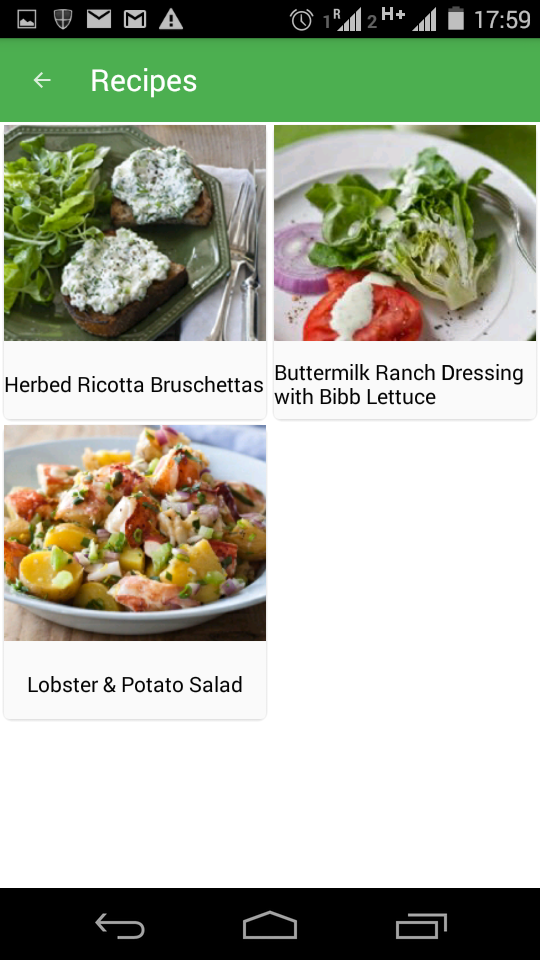 1 R 2 H+ 17:59
Recipes
Herbed Ricotta Bruschettas
Buttermilk Ranch Dressing
with Bibb Lettuce
Lobster & Potato Salad